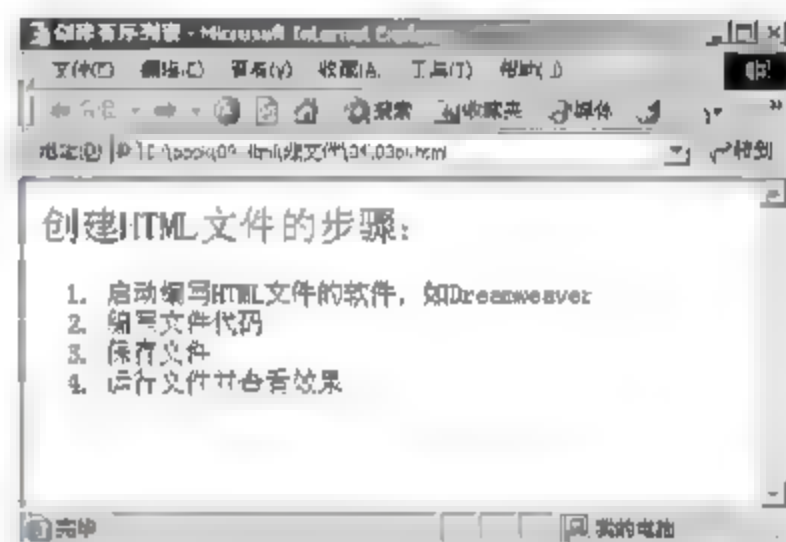 创建有序列表 - Microsoft Internet
文件(F) 编辑(E) 查看(V) 收藏(A) 工具(T) 帮助(H)
搜索 收藏夹 媒体
地址(D) 转到
创建HTML文件的步骤：
1. 启动编写HTML文件的软件，如Dreamweaver
2. 编写文件代码
3. 保存文件
4. 运行文件并查看效果
完毕 我的电脑